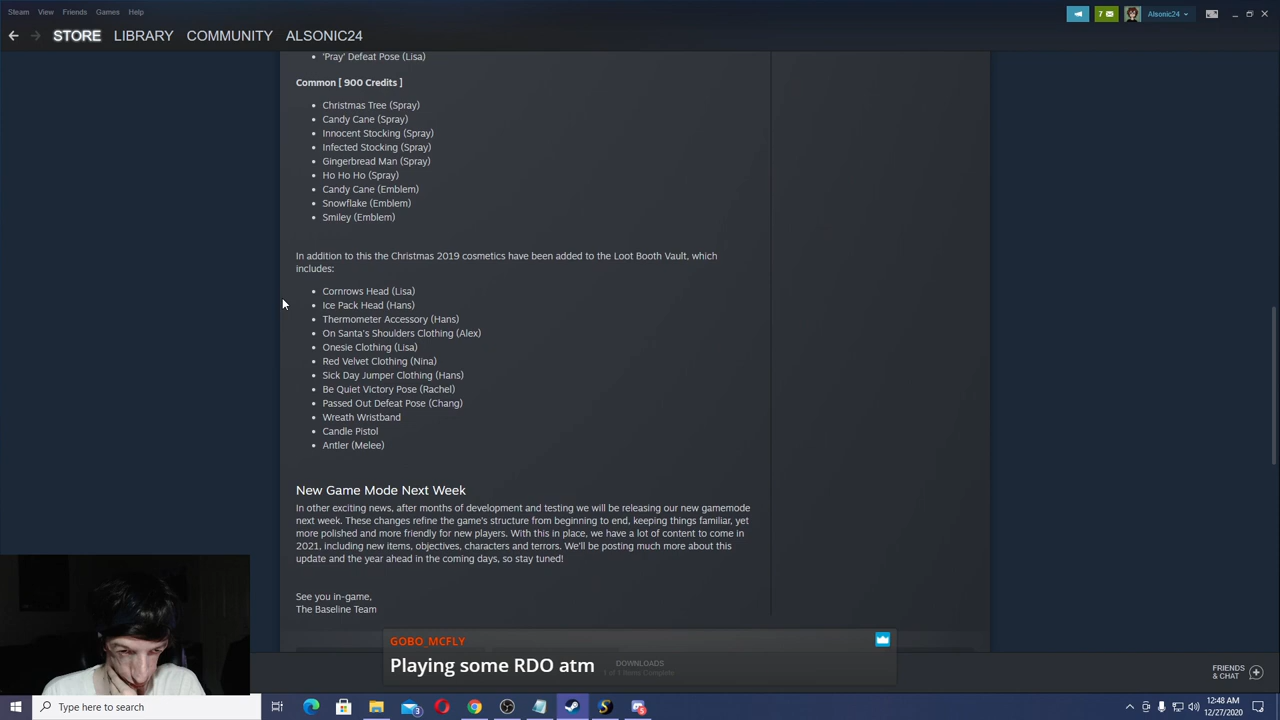 Steam View Friends Games Help
7 Alsonic24
STORE LIBRARY COMMUNITY ALSONIC24
'Pray' Defeat Pose (Lisa)
Common [ 900 Credits ]
Christmas Tree (Spray)
Candy Cane (Spray)
Innocent Stocking (Spray)
Infected Stocking (Spray)
Gingerbread Man (Spray)
Ho Ho Ho (Spray)
Candy Cane (Emblem)
Snowflake (Emblem)
Smiley (Emblem)
In addition to this the Christmas 2019 cosmetics have been added to the Loot Booth Vault, which
includes:
Cornrows Head (Lisa)
Ice Pack Head (Hans)
Thermometer Accessory (Hans)
On Santa's Shoulders Clothing (Alex)
Onesie Clothing (Lisa)
Red Velvet Clothing (Nina)
Sick Day Jumper Clothing (Hans)
Be Quiet Victory Pose (Rachel)
Passed Out Defeat Pose (Chang)
Wreath Wristband
Candle Pistol
Antler (Melee)
New Game Mode Next Week
In other exciting news, after months of development and testing we will be releasing our new gamemode
next week. These changes refine the game's structure from beginning to end, keeping things familiar, yet
more polished and more friendly for new players. With this in place, we have a lot of content to come in
2021, including new items, objectives, characters and terrors. We'll be posting much more about this
update and the year ahead in the coming days, so stay tuned!
See you in-game,
The Baseline Team
GOBO_MCFLY
Playing some RDO atm
DOWNLOADS
1 of 1 Items Complete
FRIENDS
& CHAT
Type here to search
3
12:48 AM
12/27/2020